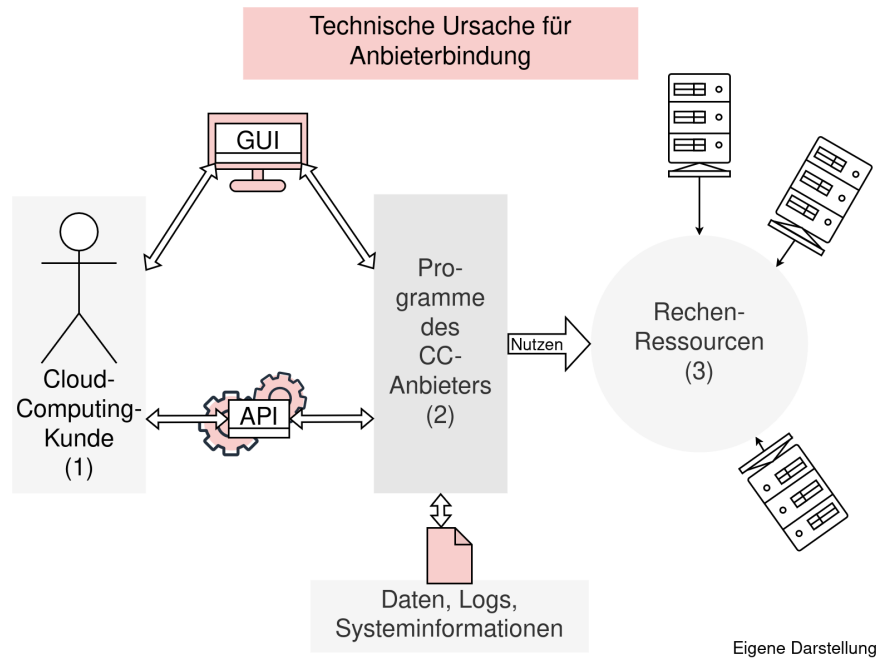 Technische Ursache für
Anbieterbindung
GUI
Cloud-
Computing-
Kunde
(1)
API
Pro-
gramme
des
CC-
Anbieters
(2)
Nutzen
Rechen-
Ressourcen
(3)
Daten, Logs,
Systeminformationen
Eigene Darstellung